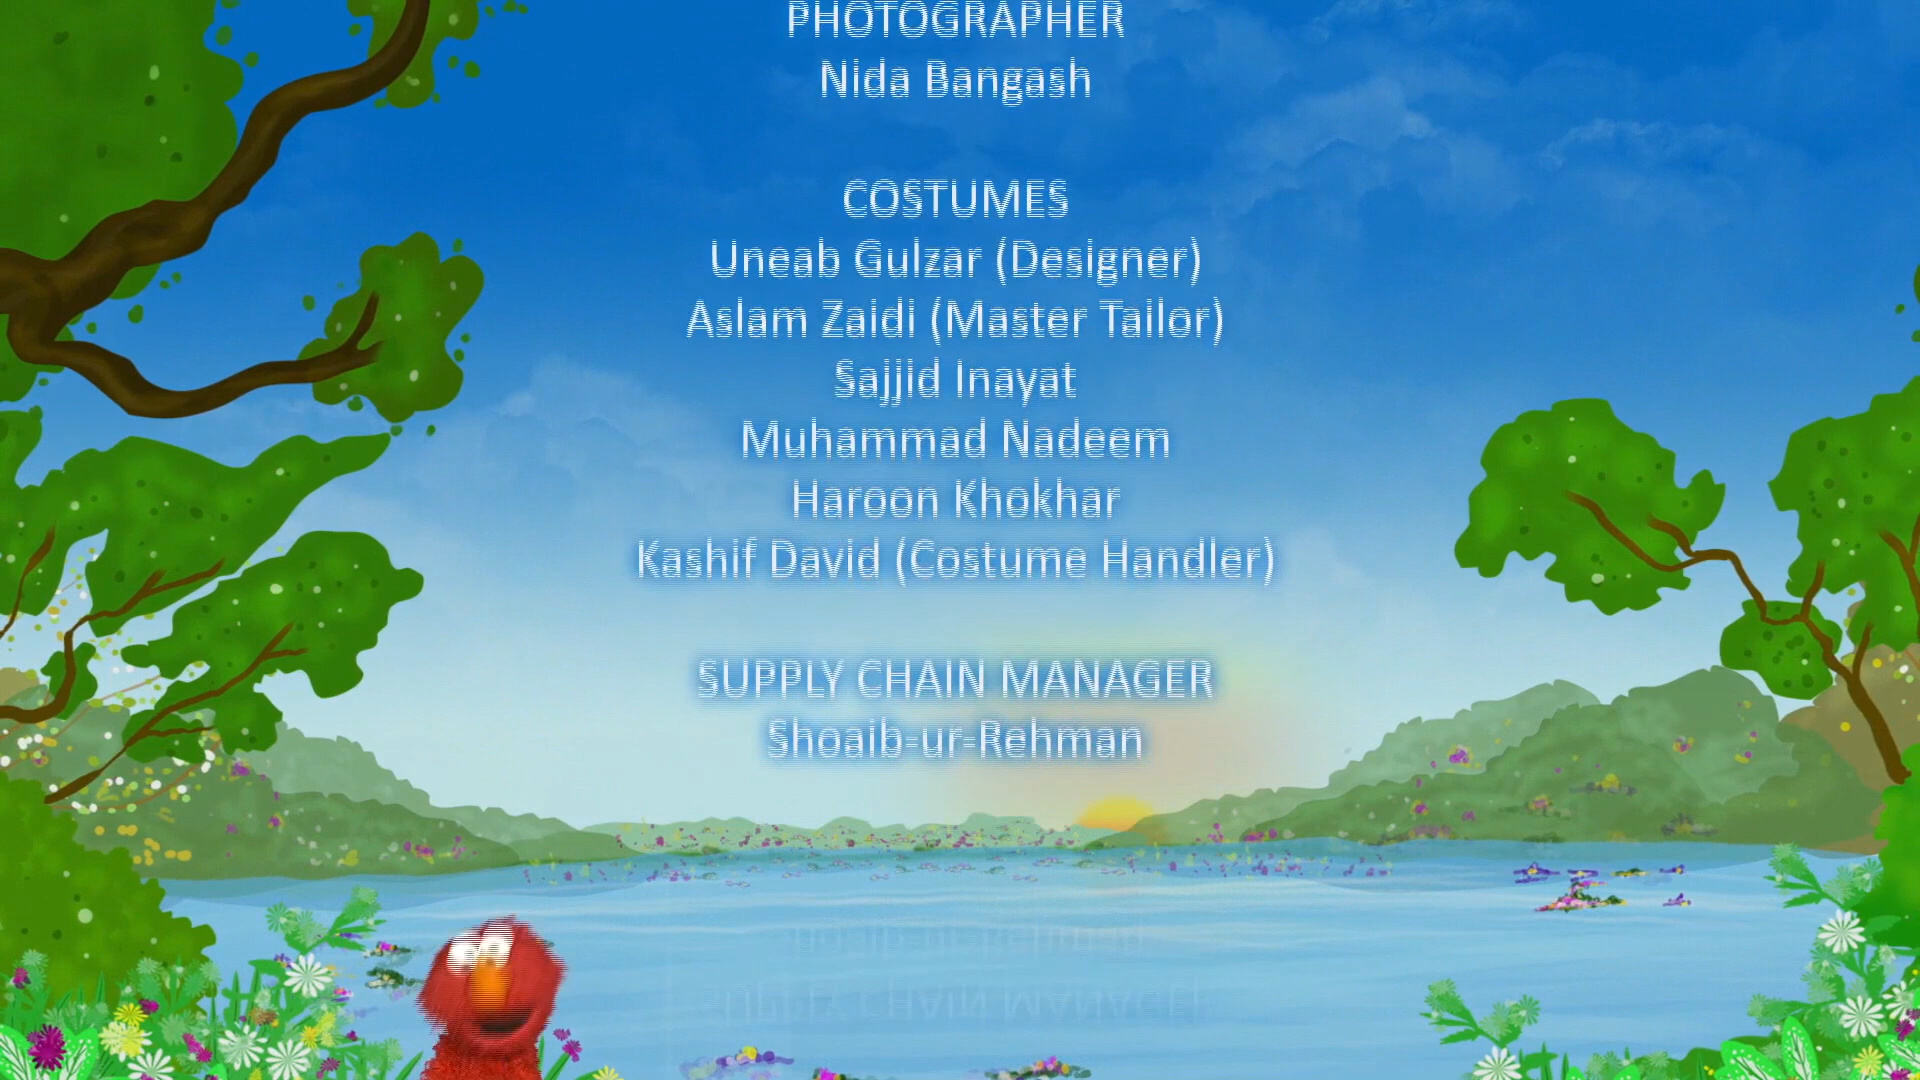 PHOTOGRAPHER
Nida Bangash
COSTUMES
Uneab Gulzar (Designer)
Aslam Zaidi (Master Tailor)
Sajjid Inayat
Muhammad Nadeem
Haroon Khokhar
Kashif David (Costume Handler)
SUPPLY CHAIN MANAGER
Shoaib-ur-Rehman